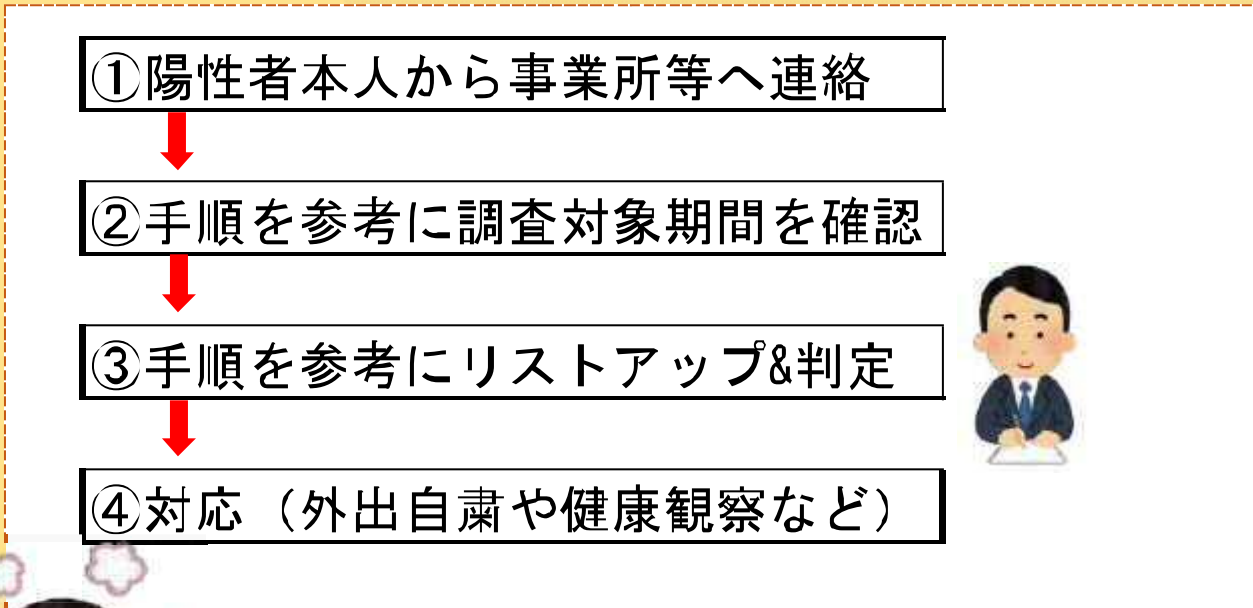 ①陽性者本人から事業所等へ連絡
②手順を参考に調査対象期間を確認
③手順を参考にリストアップ&判定
④対応（外出自粛や健康観察など）